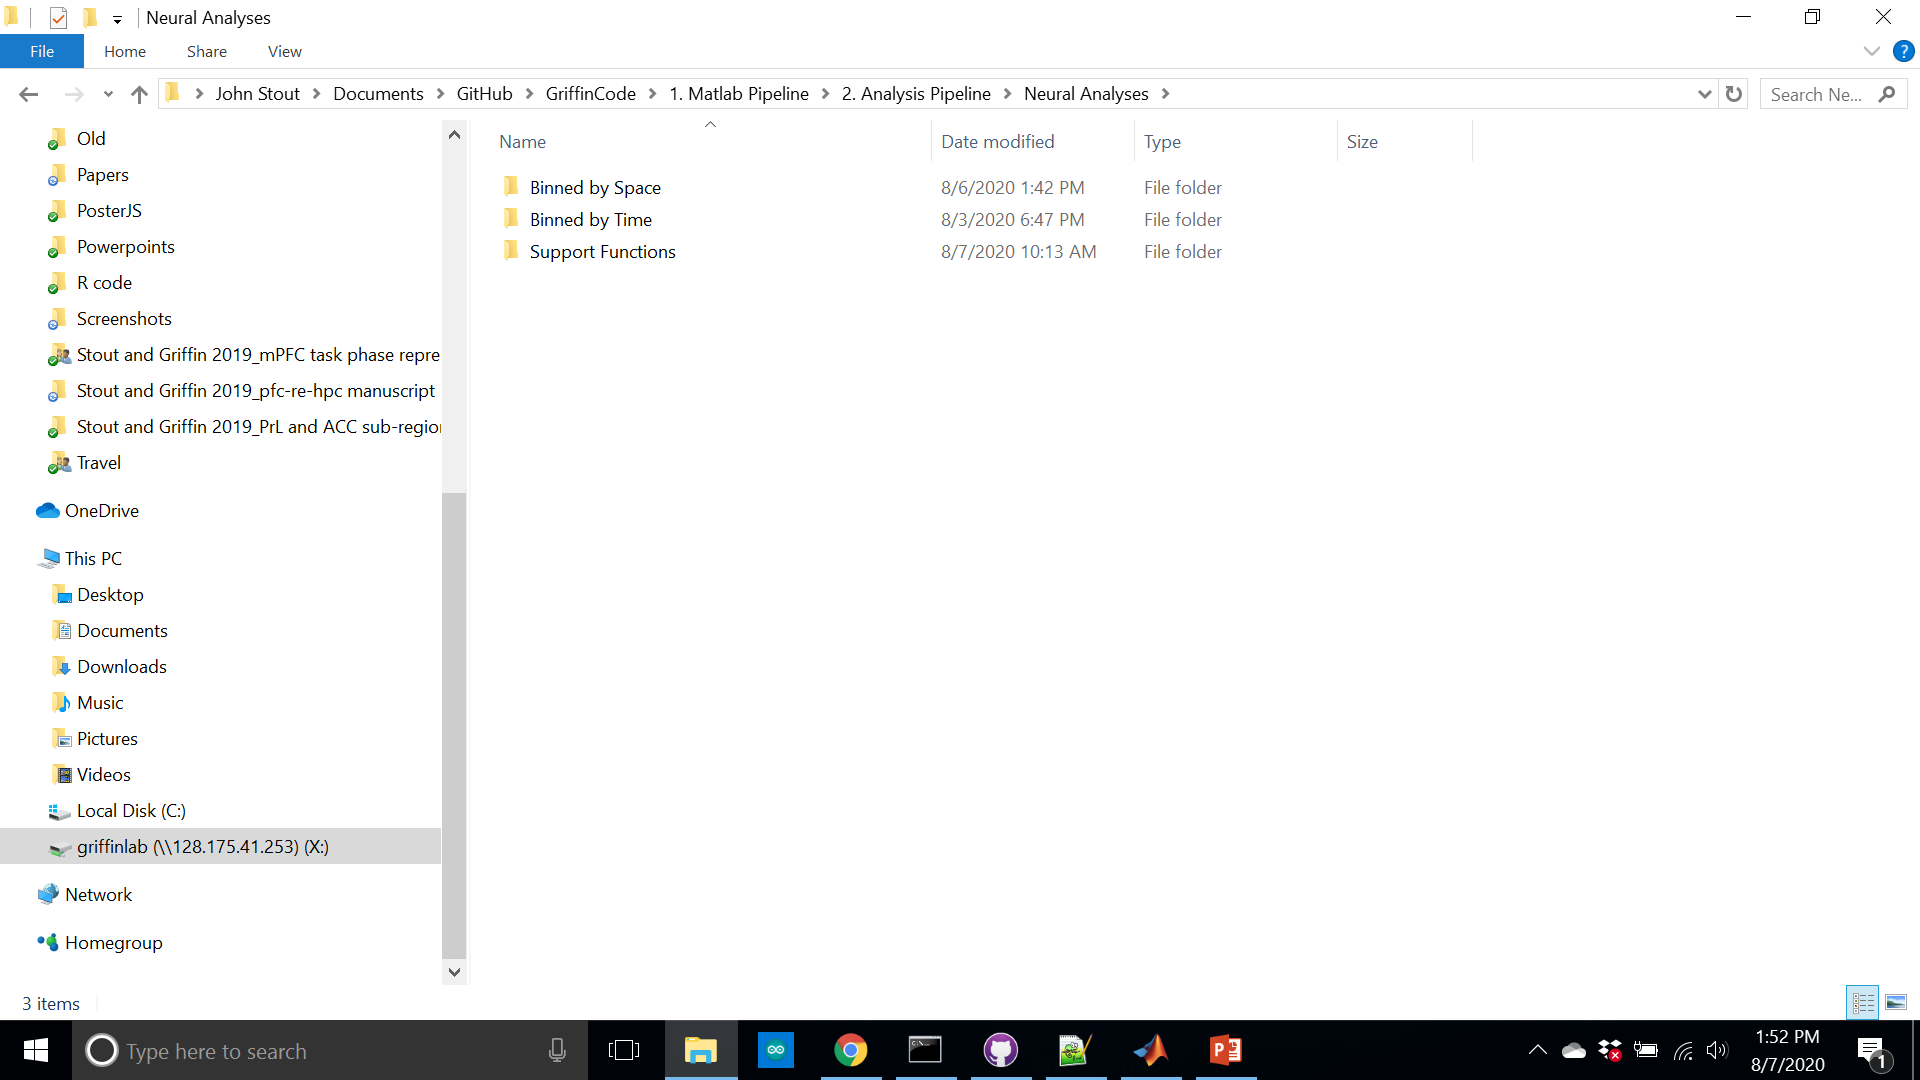 Neural Analyses
File Home Share View
John Stout Documents GitHub GriffinCode 1. Matlab Pipeline 2. Analysis Pipeline Neural Analyses
Search Ne...
Old
Papers
PosterJS
Powerpoints
R code
Screenshots
Stout and Griffin 2019_mPFC task phase repre
Stout and Griffin 2019_pfc-re-hpc manuscript
Stout and Griffin 2019_PrL and ACC sub-region
Travel
OneDrive
This PC
Desktop
Documents
Downloads
Music
Pictures
Videos
Local Disk (C:)
griffinlab (\\128.175.41.253) (X:)
Network
Homegroup
Name Date modified Type Size
Binned by Space 8/6/2020 1:42 PM File folder
Binned by Time 8/3/2020 6:47 PM File folder
Support Functions 8/7/2020 10:13 AM File folder
3 items
Type here to search
1:52 PM
8/7/2020
1